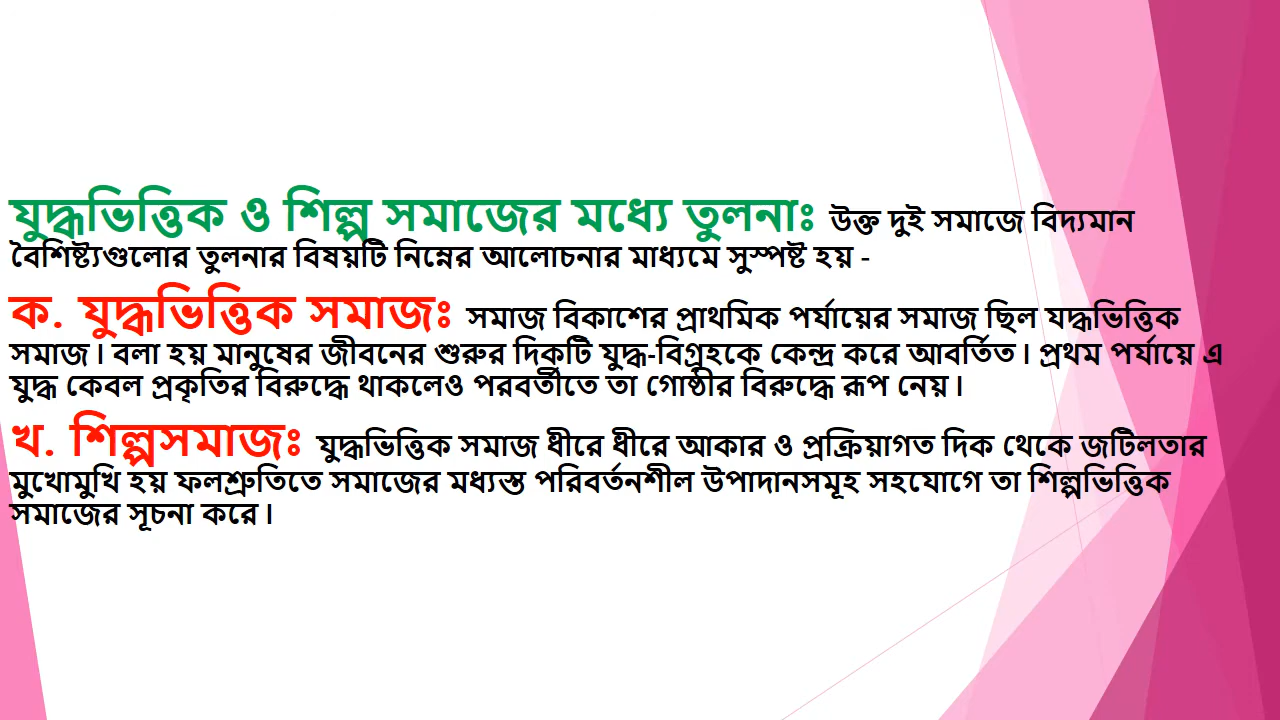 যুদ্ধভিত্তিক ও শিল্প সমাজের মধ্যে তুলনাঃ উক্ত দুই সমাজে বিদ্যমান
বৈশিষ্ট্যগুলোর তুলনার বিষয়টি নিম্নের আলোচনার মাধ্যমে সুস্পষ্ট হয় -
ক. যুদ্ধভিত্তিক সমাজঃ সমাজ বিকাশের প্রাথমিক পর্যায়ের সমাজ ছিল যদ্ধভিত্তিক
সমাজ। বলা হয় মানুষের জীবনের শুরুর দিকটি যুদ্ধ-বিগ্রহকে কেন্দ্র করে আবর্তিত। প্রথম পর্যায়ে এ
যুদ্ধ কেবল প্রকৃতির বিরুদ্ধে থাকলেও পরবর্তীতে তা গোষ্ঠীর বিরুদ্ধে রূপ নেয়।
খ. শিল্পসমাজঃ যুদ্ধভিত্তিক সমাজ ধীরে ধীরে আকার ও প্রক্রিয়াগত দিক থেকে জটিলতার
মুখোমুখি হয় ফলশ্রুতিতে সমাজের মধ্যস্ত পরিবর্তনশীল উপাদানসমূহ সহযোগে তা শিল্পভিত্তিক
সমাজের সূচনা করে।